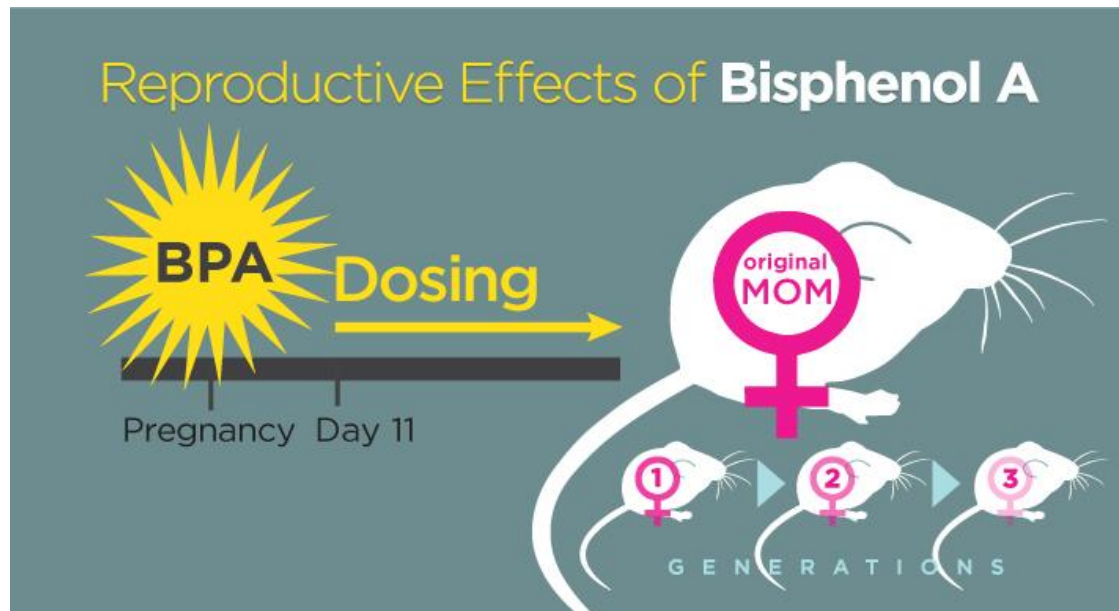 Reproductive Effects of Bisphenol A
BPA
Dosing
Pregnancy Day 11
original
MOM
1 2 3
GENERATIONS